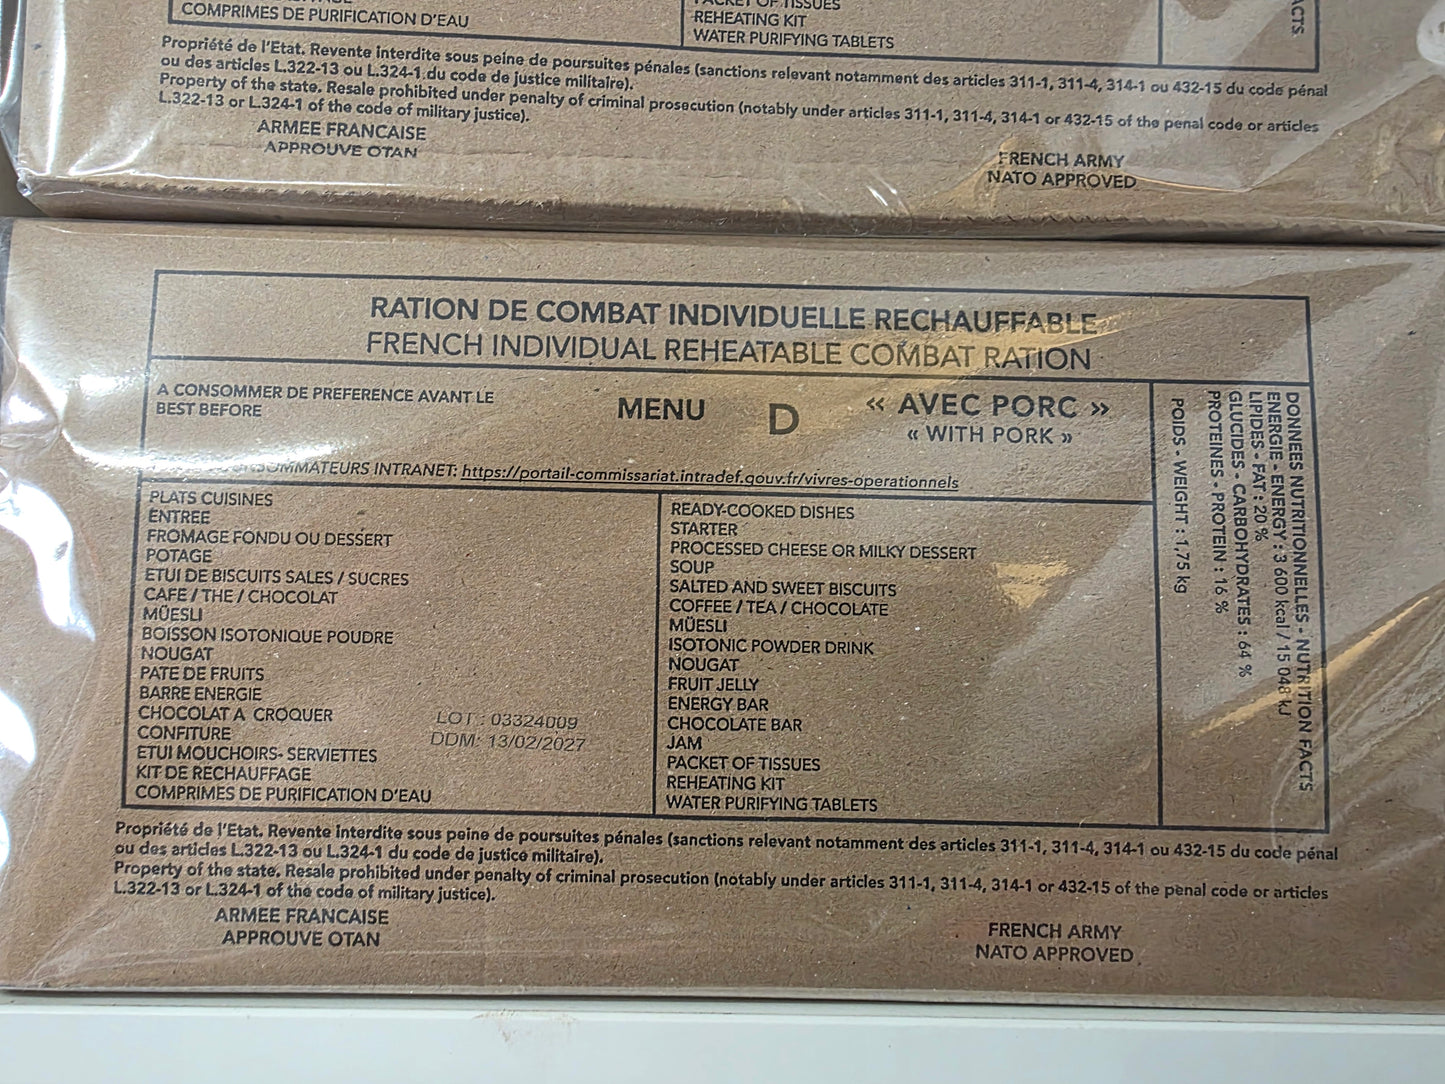 COMPRIMES DE PURIFICATION D'EAU
PACKET OF TISSUES
REHEATING KIT
WATER PURIFYING TABLETS
Propriété de l'Etat. Revente interdite sous peine de poursuites pénales (sanctions relevant notamment des articles 311-1, 311-4, 314-1 ou 432-15 du code pénal
ou des articles L.322-13 ou L.324-1 du code de justice militaire).
Property of the state. Resale prohibited under penalty of criminal prosecution (notably under articles 311-1, 311-4, 314-1 or 432-15 of the penal code or articles
L.322-13 or L.324-1 of the code of military justice).
ARMEE FRANCAISE
APPROUVE OTAN
FRENCH ARMY
NATO APPROVED
RATION DE COMBAT INDIVIDUELLE RECHAUFFABLE
FRENCH INDIVIDUAL REHEATABLE COMBAT RATION
A CONSOMMER DE PREFERENCE AVANT LE
BEST BEFORE
MENU D « AVEC PORC »
« WITH PORK »
INTRANET: https://portail-commissariat.intradef.gouv.fr/vivres-operationnels
PLATS CUISINES
ENTREE
FROMAGE FONDU OU DESSERT
POTAGE
ETUI DE BISCUITS SALES / SUCRES
CAFE / THE / CHOCOLAT
MÜESLI
BOISSON ISOTONIQUE POUDRE
NOUGAT
PATE DE FRUITS
BARRE ENERGIE
CHOCOLAT A CROQUER
CONFITURE
ETUI MOUCHOIRS- SERVIETTES
KIT DE RECHAUFFAGE
COMPRIMES DE PURIFICATION D'EAU
LOT : 03324009
DDM: 13/02/2027
READY-COOKED DISHES
STARTER
PROCESSED CHEESE OR MILKY DESSERT
SOUP
SALTED AND SWEET BISCUITS
COFFEE / TEA / CHOCOLATE
MÜESLI
ISOTONIC POWDER DRINK
NOUGAT
FRUIT JELLY
ENERGY BAR
CHOCOLATE BAR
JAM
PACKET OF TISSUES
REHEATING KIT
WATER PURIFYING TABLETS
DONNEES NUTRITIONNELLES - NUTRITION FACTS
ENERGIE - ENERGY : 3 600 kcal / 15 048 kJ
LIPIDES - FAT : 20 %
GLUCIDES - CARBOHYDRATES : 64 %
PROTEINES - PROTEIN : 16 %
POIDS - WEIGHT : 1,75 kg
Propriété de l'Etat. Revente interdite sous peine de poursuites pénales (sanctions relevant notamment des articles 311-1, 311-4, 314-1 ou 432-15 du code pénal
ou des articles L.322-13 ou L.324-1 du code de justice militaire).
Property of the state. Resale prohibited under penalty of criminal prosecution (notably under articles 311-1, 311-4, 314-1 or 432-15 of the penal code or articles
L.322-13 or L.324-1 of the code of military justice).
ARMEE FRANCAISE
APPROUVE OTAN
FRENCH ARMY
NATO APPROVED